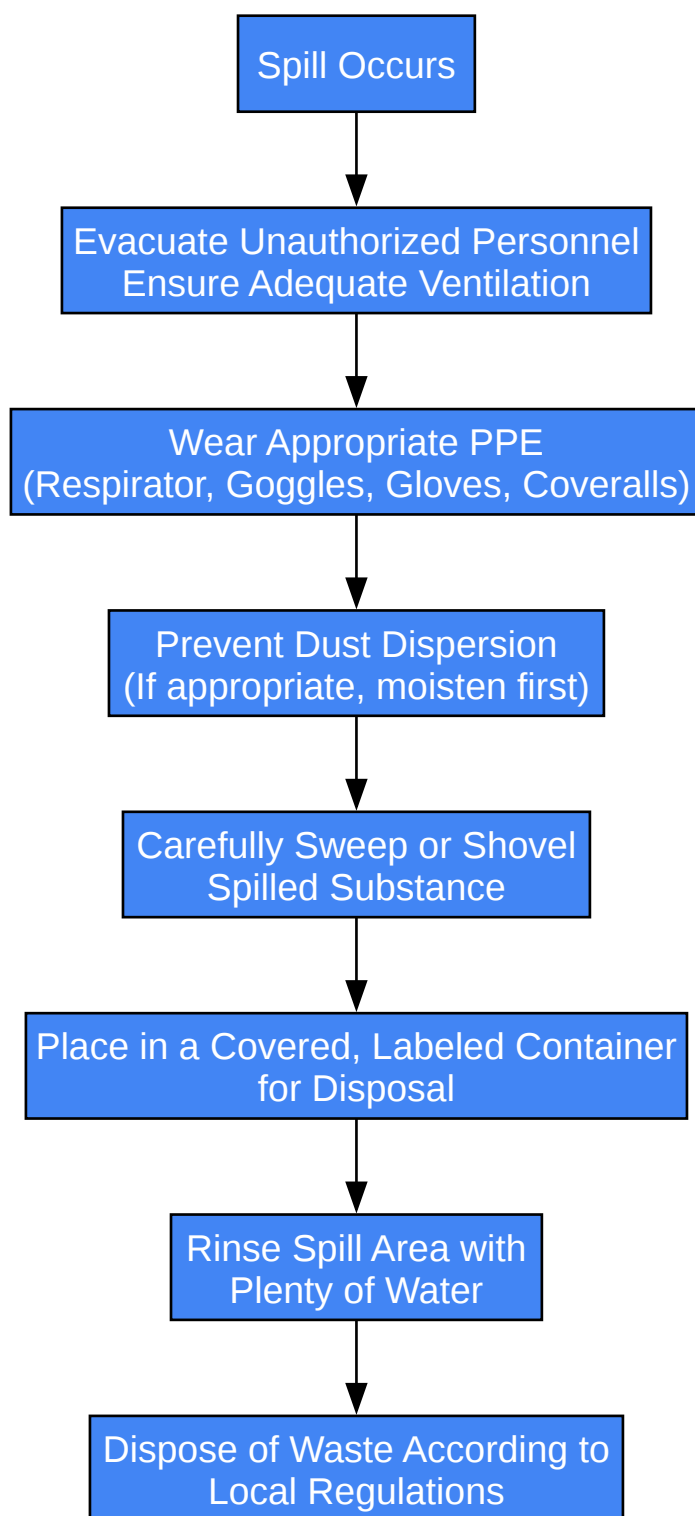 Spill Occurs
Evacuate Unauthorized Personnel
Ensure Adequate Ventilation
Wear Appropriate PPE
(Respirator, Goggles, Gloves, Coveralls)
Prevent Dust Dispersion
(If appropriate, moisten first)
Carefully Sweep or Shovel
Spilled Substance
Place in a Covered, Labeled Container
for Disposal
Rinse Spill Area with
Plenty of Water
Dispose of Waste According to
Local Regulations